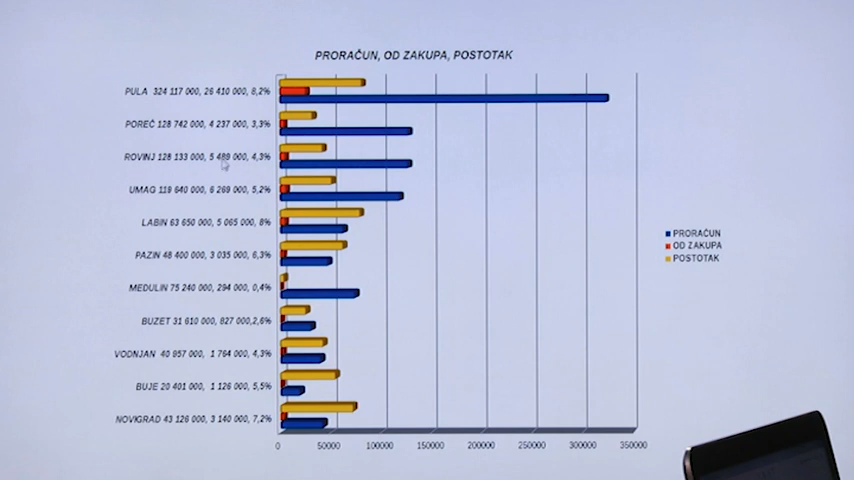 PRORAČUN, OD ZAKUPA, POSTOTAK
PULA 324 117 000, 26 410 000, 8,2%
POREČ 128 742 000, 4 237 000, 3,3%
ROVINJ 128 133 000, 5 489 000, 4,3%
UMAG 119 640 000, 6 269 000, 5,2%
LABIN 63 650 000, 5 065 000, 8%
PAZIN 48 400 000, 3 035 000, 6,3%
MEDULIN 75 240 000, 294 000, 0,4%
BUZET 31 610 000, 827 000,2,6%
VODNJAN 40 957 000, 1 764 000, 4,3%
BUJE 20 401 000, 1 126 000, 5,5%
NOVIGRAD 43 126 000, 3 140 000, 7,2%
0 50000 100000 150000 200000 250000 300000 350000
PRORAČUN
OD ZAKUPA
POSTOTAK